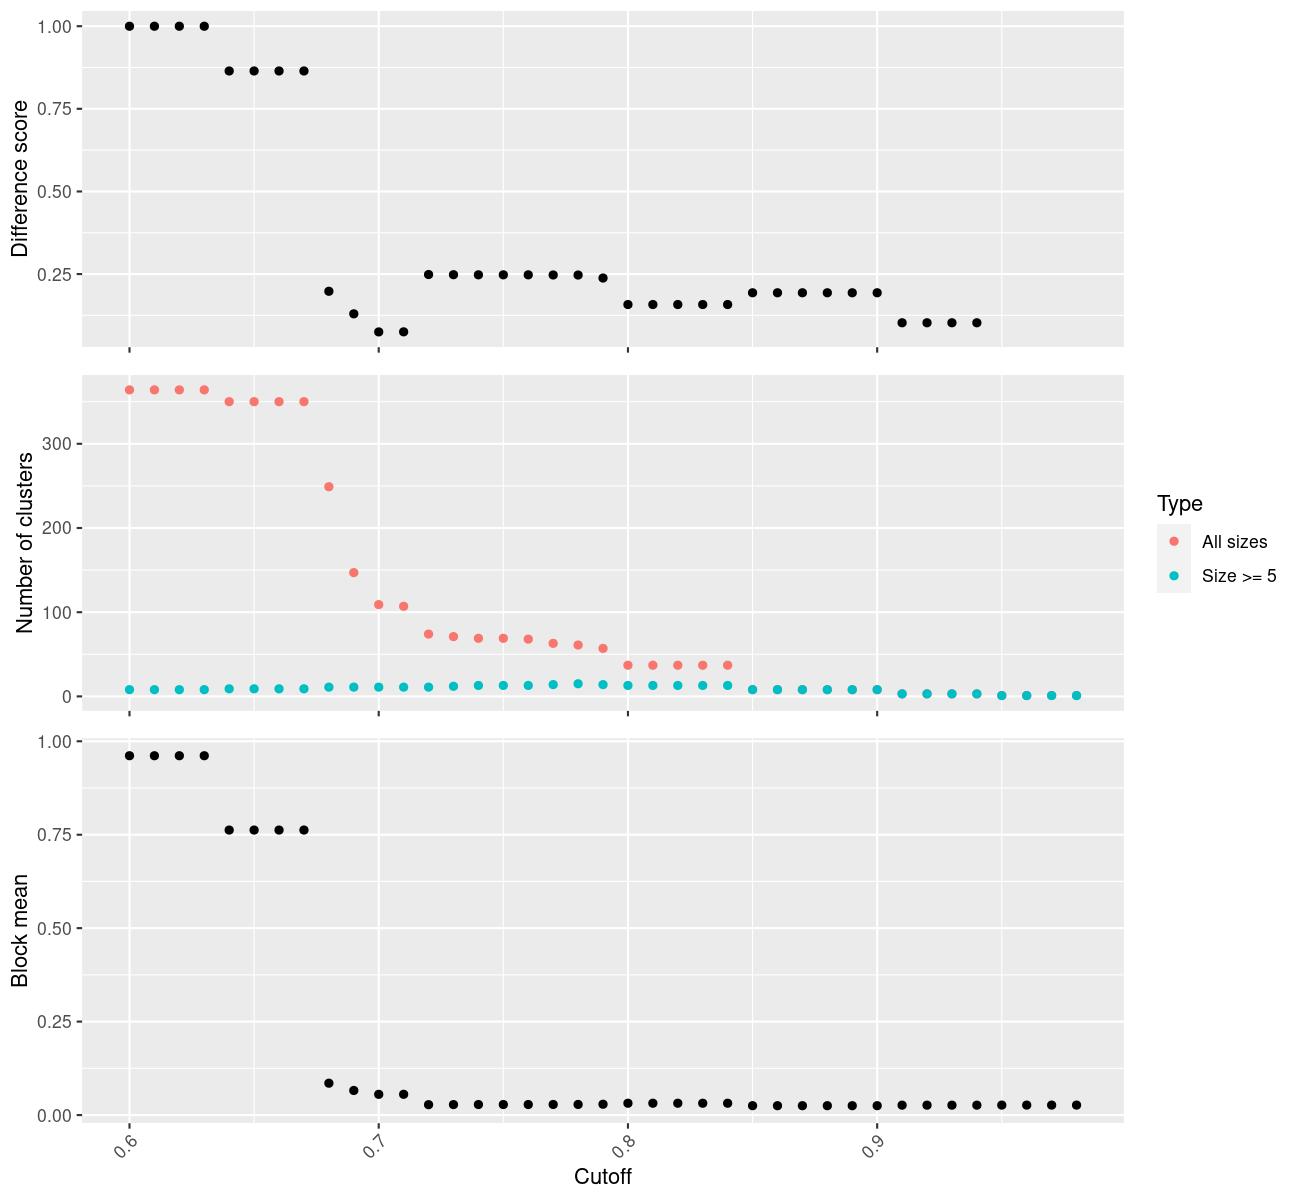 1.00
0.75
0.50
0.25
Difference score
300
200
100
0
Number of clusters
Type
All sizes
Size >= 5
1.00
0.75
0.50
0.25
0.00
Block mean
0.6 0.7 0.8 0.9
Cutoff